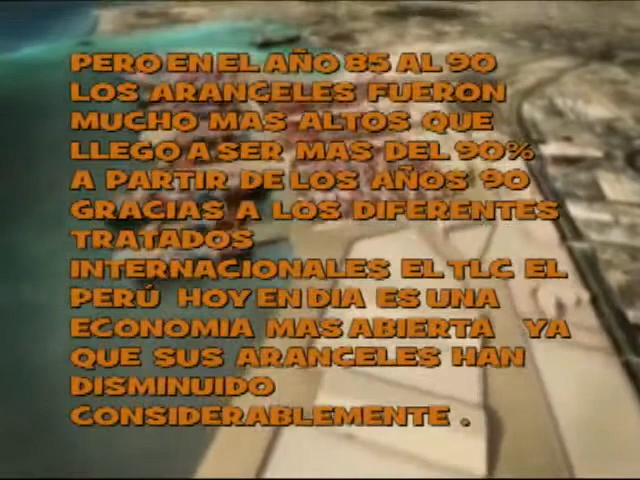 PERO EN EL AÑO 85 AL 90
LOS ARANCELES FUERON
MUCHO MAS ALTOS QUE
LLEGO A SER MAS DEL 90%
A PARTIR DE LOS AÑOS 90
GRACIAS A LOS DIFERENTES
TRATADOS
INTERNACIONALES EL TLC EL
PERÚ HOY EN DIA ES UNA
ECONOMIA MAS ABIERTA YA
QUE SUS ARANCELES HAN
DISMINUIDO
CONSIDERABLEMENTE .